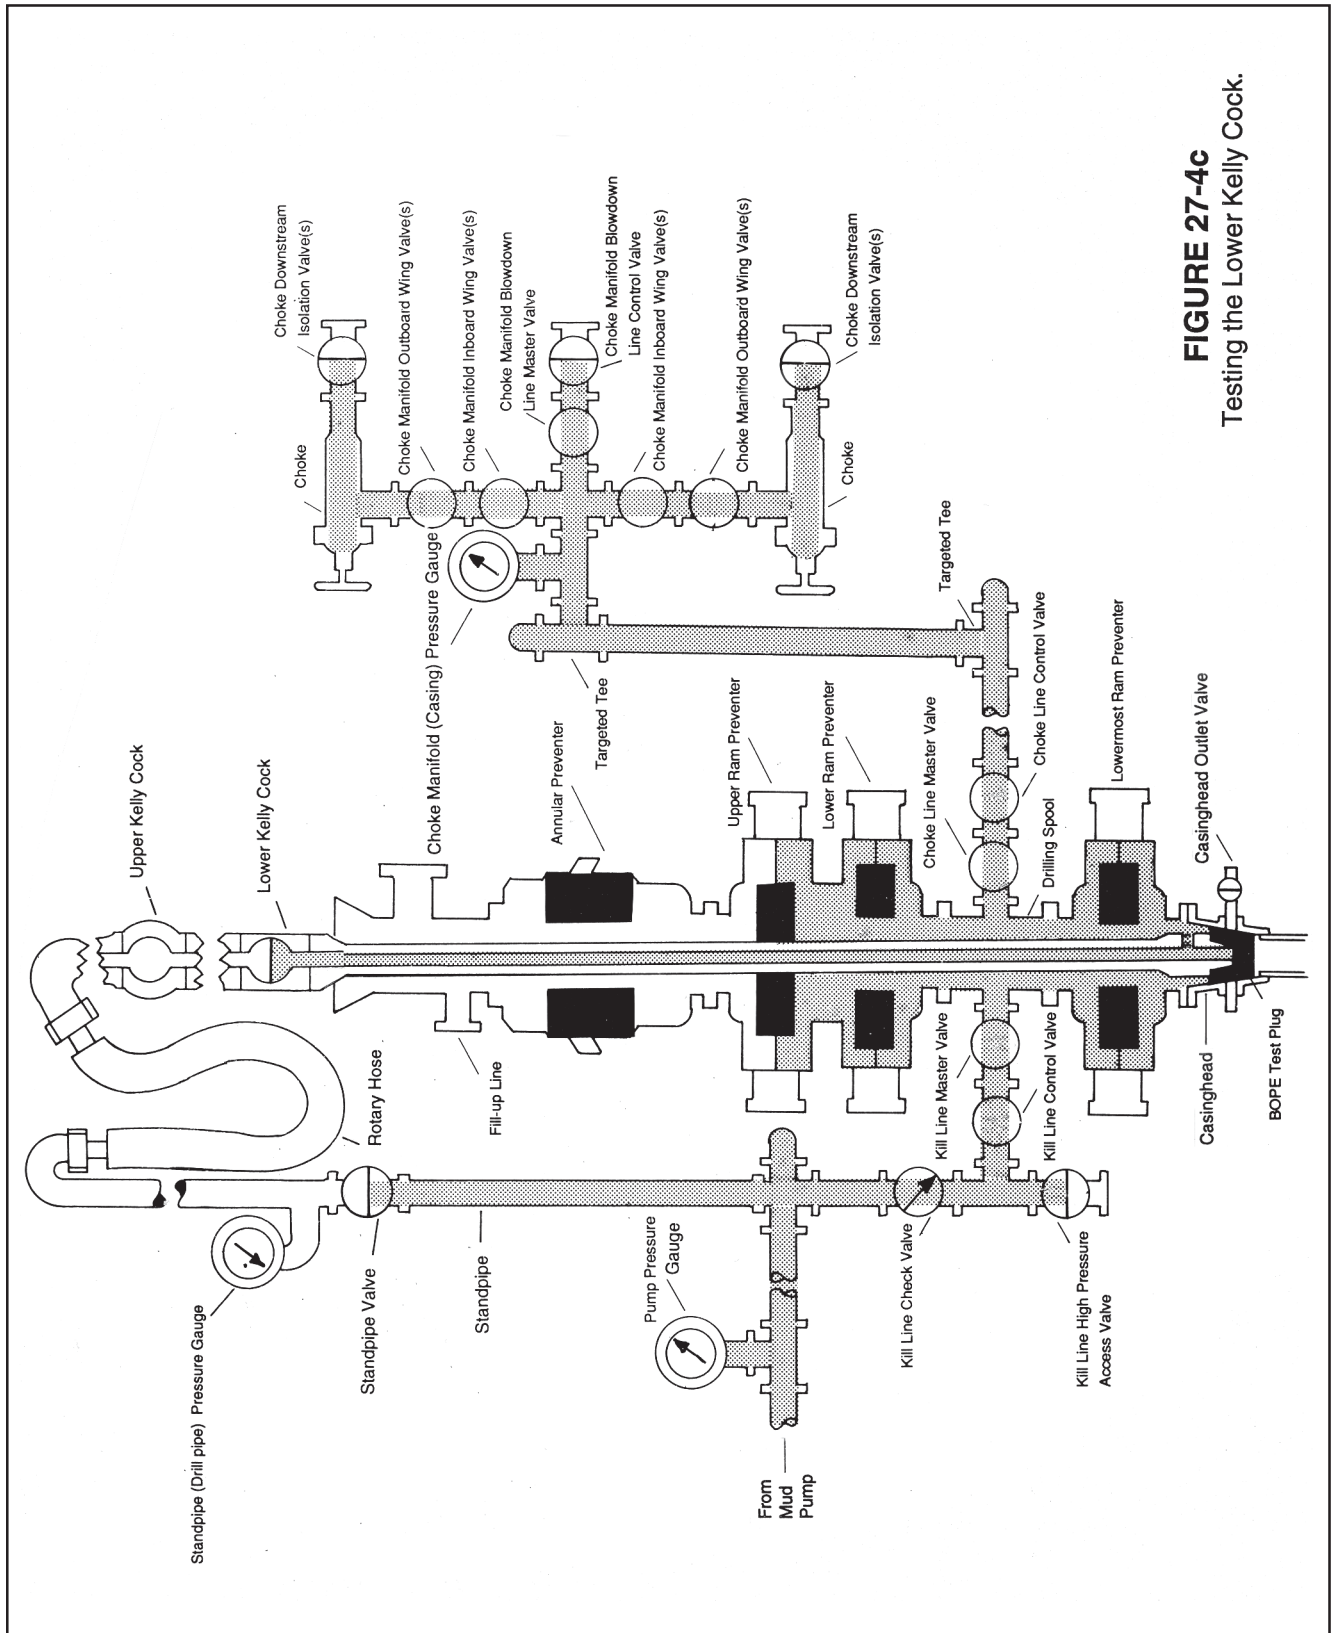 Upper Kelly Cock
Lower Kelly Cock
Rotary Hose
Standpipe (Drill pipe) Pressure Gauge
Standpipe Valve
Standpipe
Fill-up Line
Pump Pressure
Gauge
From
Mud
Pump
Kill Line Check Valve
Kill Line High Pressure
Access Valve
Kill Line Master Valve
Kill Line Control Valve
Casinghead
BOPE Test Plug
Choke Downstream
Isolation Valve(s)
Choke Manifold Outboard Wing Valve(s)
Choke Manifold Inboard Wing Valve(s)
Choke Manifold Blowdown
Line Master Valve
Choke Manifold Blowdown
Line Control Valve
Choke Manifold Inboard Wing Valve(s)
Choke Manifold Outboard Wing Valve(s)
Choke Downstream
Isolation Valve(s)
Choke
Choke
Choke Manifold (Casing) Pressure Gauge
Targeted Tee
Targeted Tee
Annular Preventer
Upper Ram Preventer
Lower Ram Preventer
Choke Line Master Valve
Choke Line Control Valve
Drilling Spool
Lowermost Ram Preventer
Casinghead Outlet Valve
FIGURE 27-4c
Testing the Lower Kelly Cock.